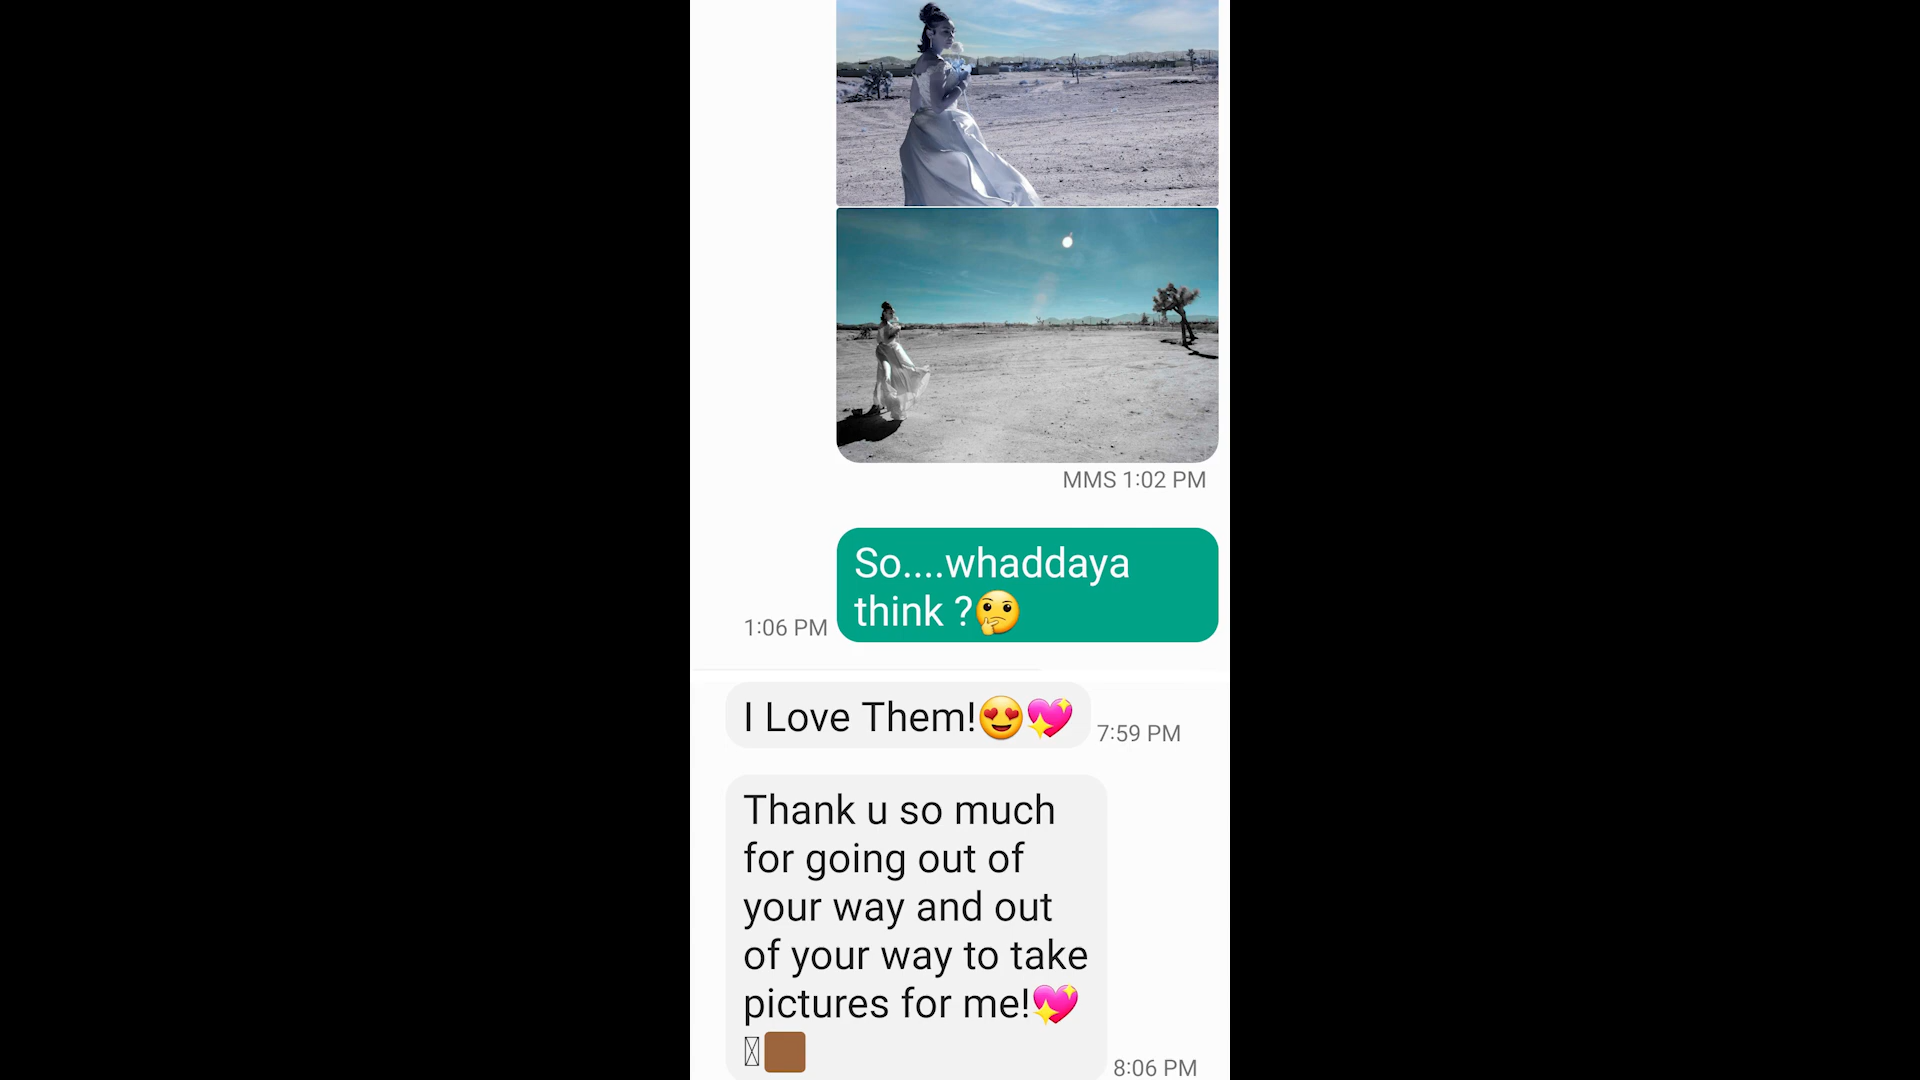 MMS 1:02 PM
So....whaddaya
think ?🤔
1:06 PM
I Love Them!😍💖
7:59 PM
Thank u so much
for going out of
your way and out
of your way to take
pictures for me!💖
8:06 PM